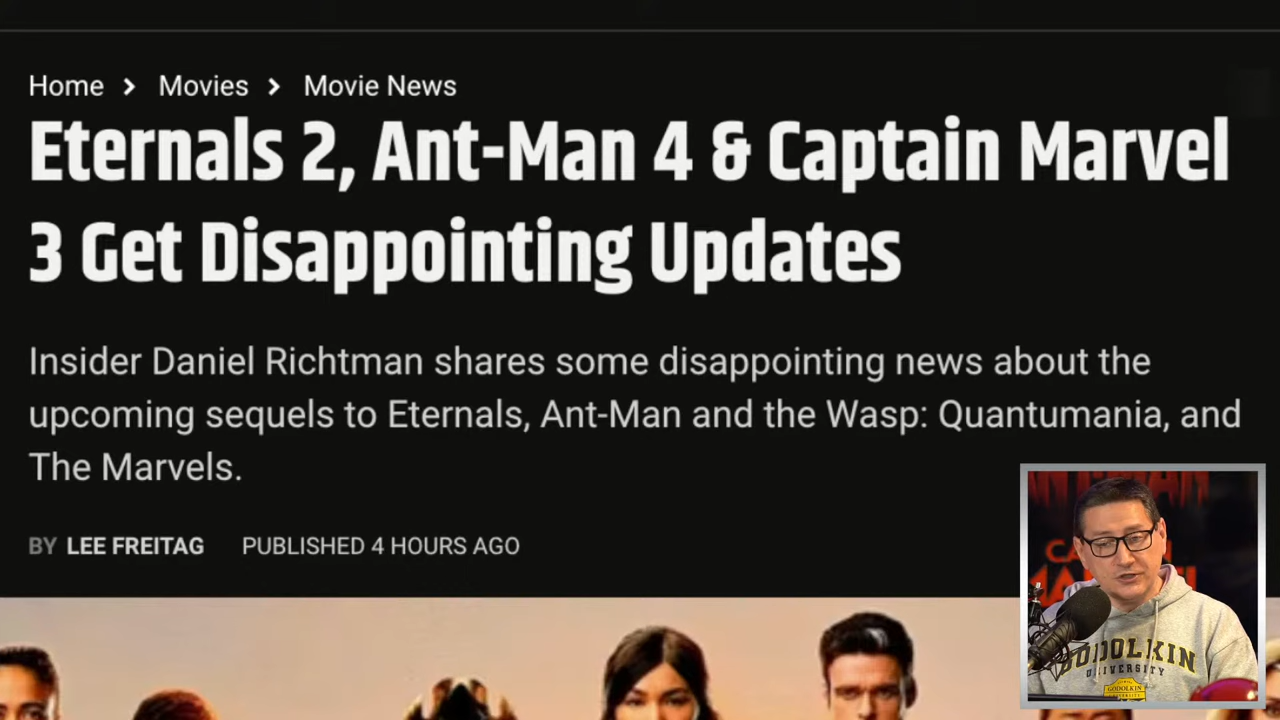 Home > Movies > Movie News
Eternals 2, Ant-Man 4 & Captain Marvel
3 Get Disappointing Updates
Insider Daniel Richtman shares some disappointing news about the
upcoming sequels to Eternals, Ant-Man and the Wasp: Quantumania, and
The Marvels.
BY LEE FREITAG PUBLISHED 4 HOURS AGO
GODOLKIN
UNIVERSITY
GODOLKIN